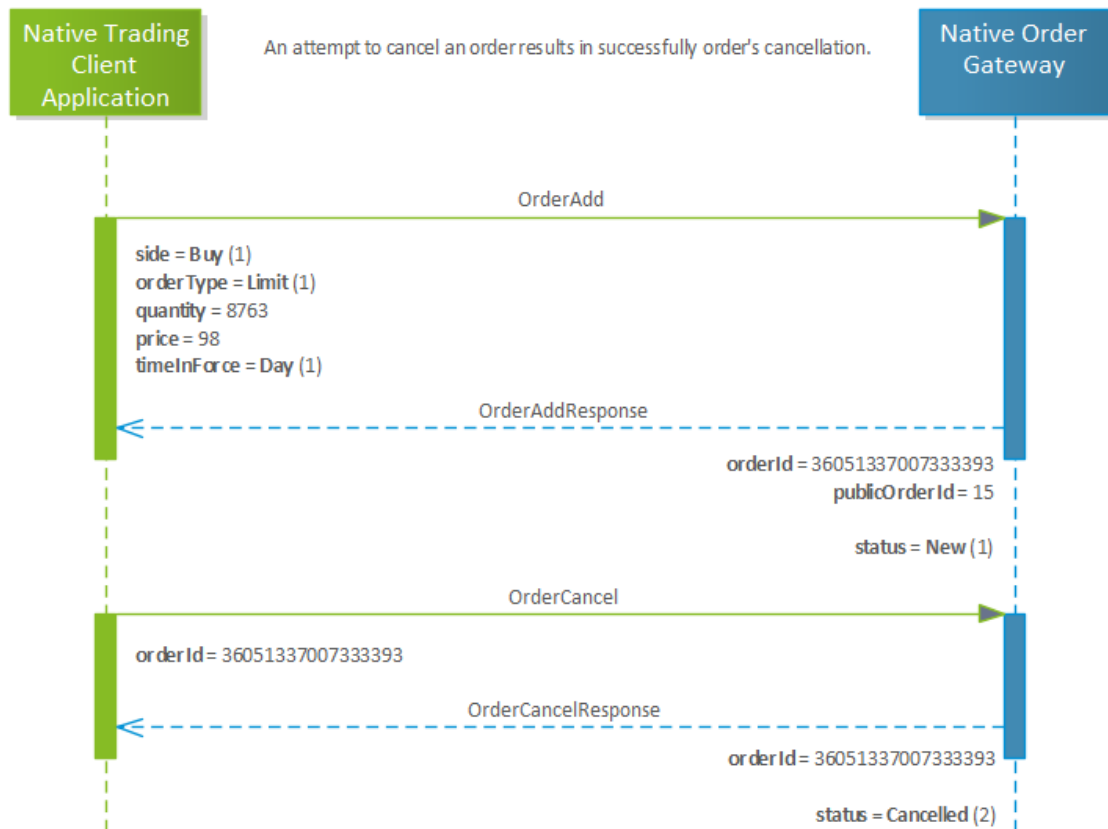 Native Trading
Client
Application
An attempt to cancel an order results in successfully order's cancellation.
Native Order
Gateway
OrderAdd
side = Buy (1)
orderType = Limit (1)
quantity = 8763
price = 98
timeInForce = Day (1)
OrderAddResponse
orderId = 36051337007333393
publicOrderId = 15
status = New (1)
OrderCancel
orderId = 36051337007333393
OrderCancelResponse
orderId = 36051337007333393
status = Cancelled (2)